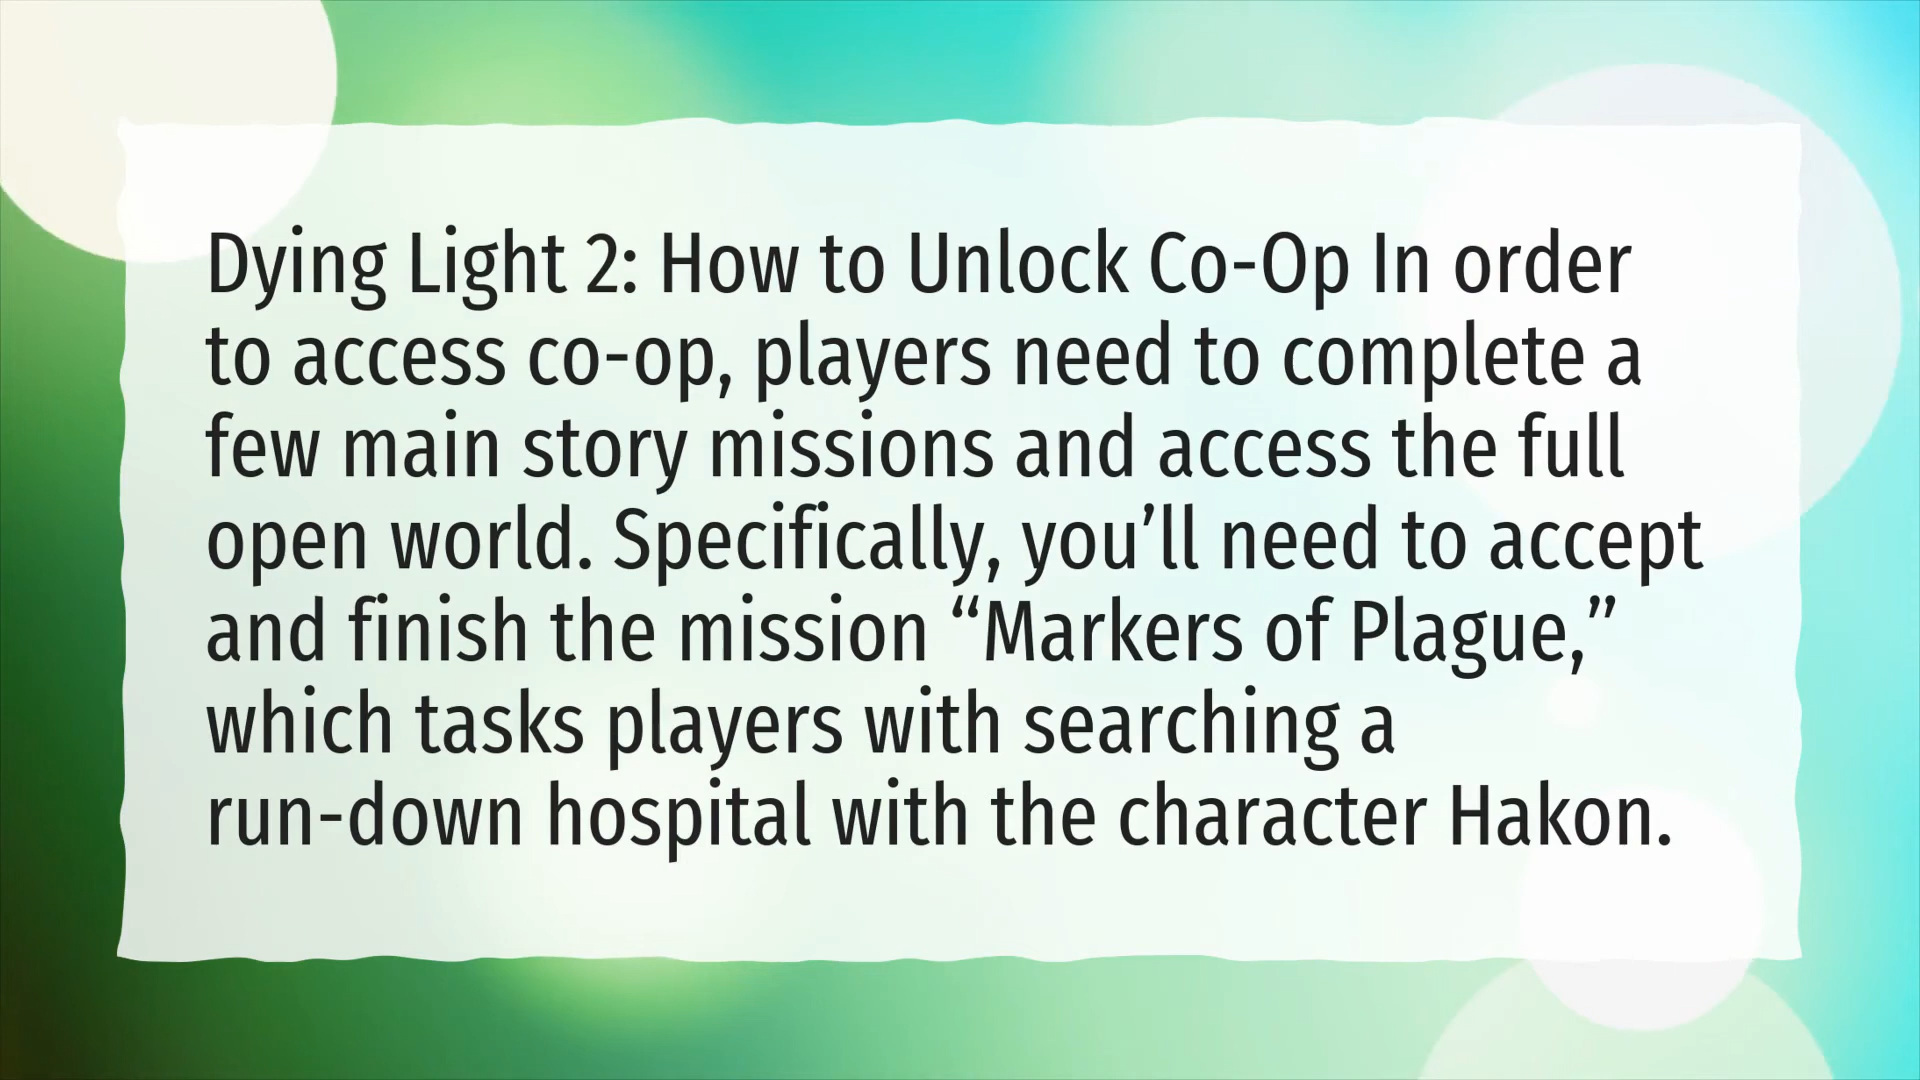 Dying Light 2: How to Unlock Co-Op In order
to access co-op, players need to complete a
few main story missions and access the full
open world. Specifically, you’ll need to accept
and finish the mission “Markers of Plague,”
which tasks players with searching a
run-down hospital with the character Hakon.